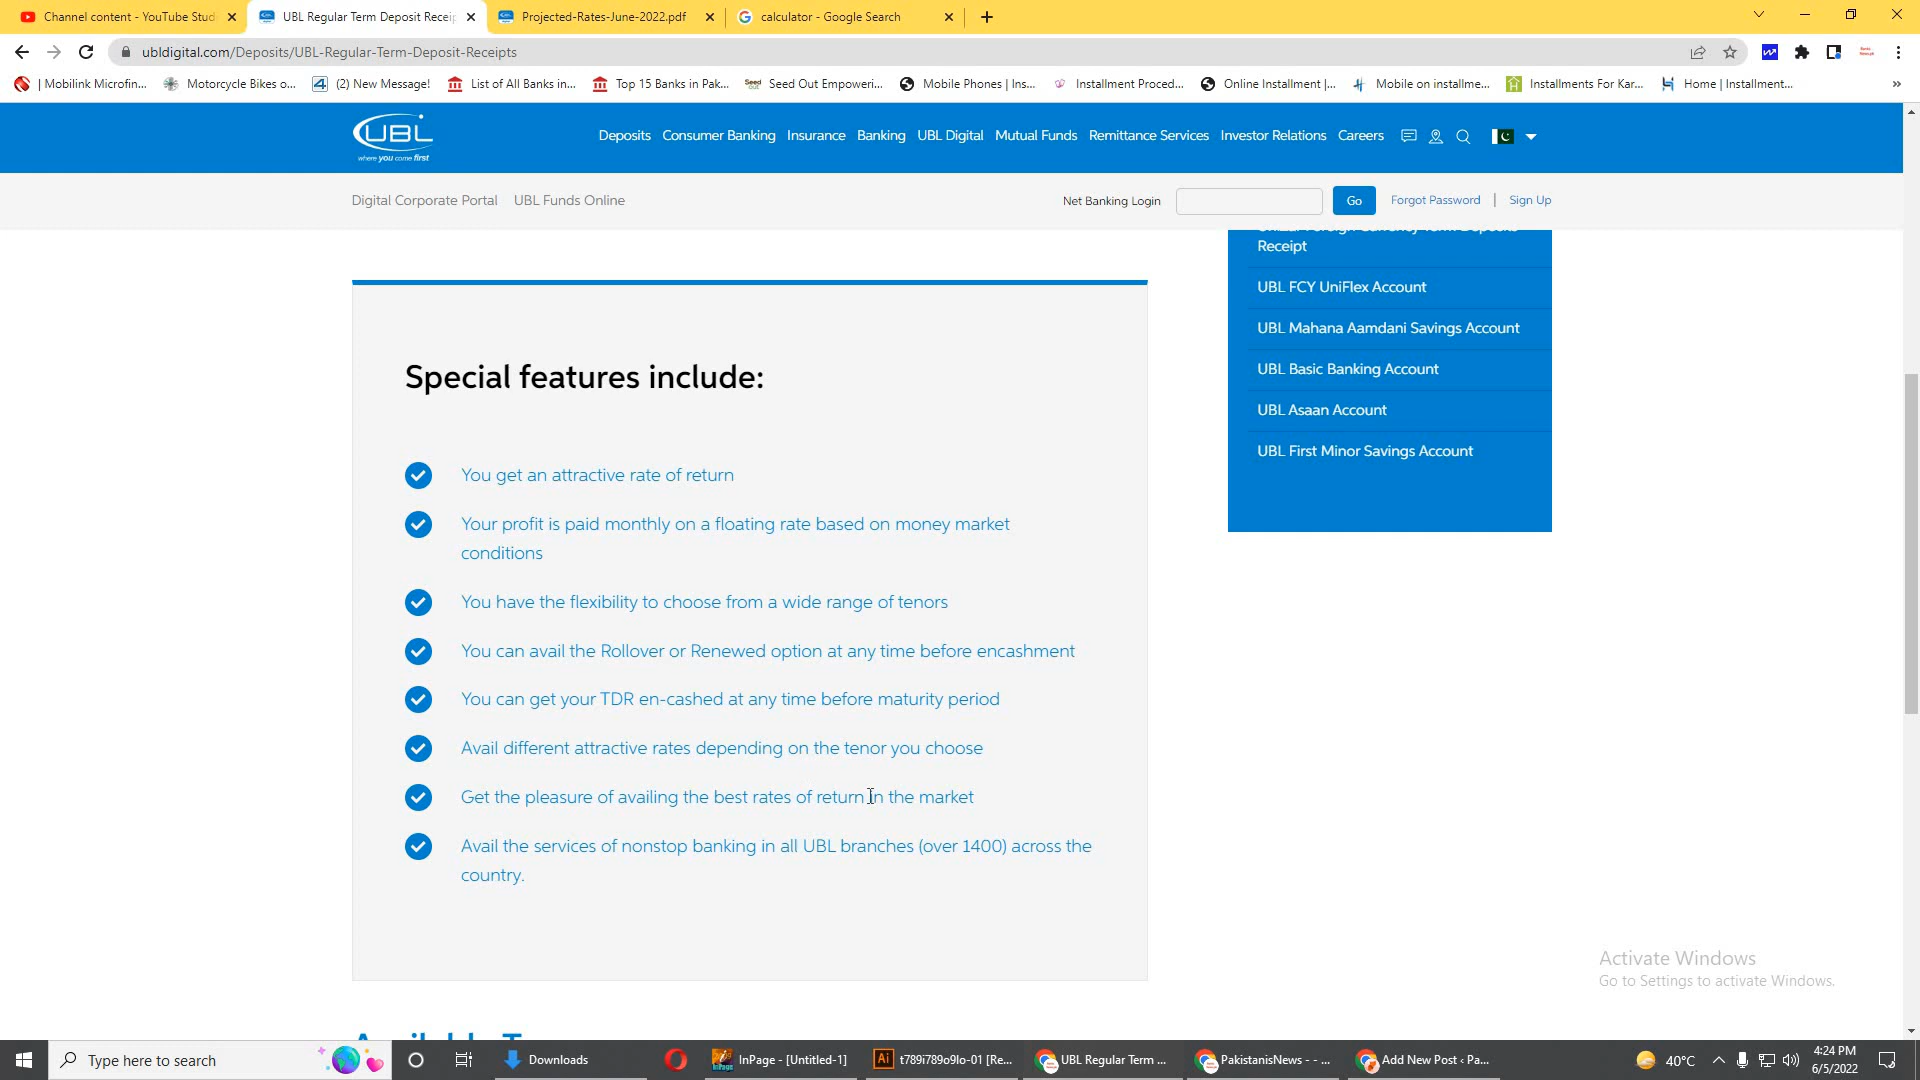 Channel content - YouTube Stud
UBL Regular Term Deposit Receip
Projected-Rates-June-2022.pdf
calculator - Google Search
ubldigital.com/Deposits/UBL-Regular-Term-Deposit-Receipts
| Mobilink Microfin...
Motorcycle Bikes o...
(2) New Message!
List of All Banks in...
Top 15 Banks in Pak...
Seed Out Empoweri...
Mobile Phones | Ins...
Installment Proced...
Online Installment |...
Mobile on installme...
Installments For Kar...
Home | Installment...
UBL
where you come first
Deposits
Consumer Banking
Insurance
Banking
UBL Digital
Mutual Funds
Remittance Services
Investor Relations
Careers
Digital Corporate Portal
UBL Funds Online
Net Banking Login
Go
Forgot Password
|
Sign Up
Receipt
UBL FCY UniFlex Account
UBL Mahana Aamdani Savings Account
UBL Basic Banking Account
UBL Asaan Account
UBL First Minor Savings Account
Special features include:
You get an attractive rate of return
Your profit is paid monthly on a floating rate based on money market
conditions
You have the flexibility to choose from a wide range of tenors
You can avail the Rollover or Renewed option at any time before encashment
You can get your TDR en-cashed at any time before maturity period
Avail different attractive rates depending on the tenor you choose
Get the pleasure of availing the best rates of return in the market
Avail the services of nonstop banking in all UBL branches (over 1400) across the
country.
Activate Windows
Go to Settings to activate Windows.
Type here to search
Downloads
InPage - [Untitled-1]
t789i789o9lo-01 [Re...
UBL Regular Term ...
PakistanisNews - - ...
Add New Post ‹ Pa...
40°C
4:24 PM
6/5/2022